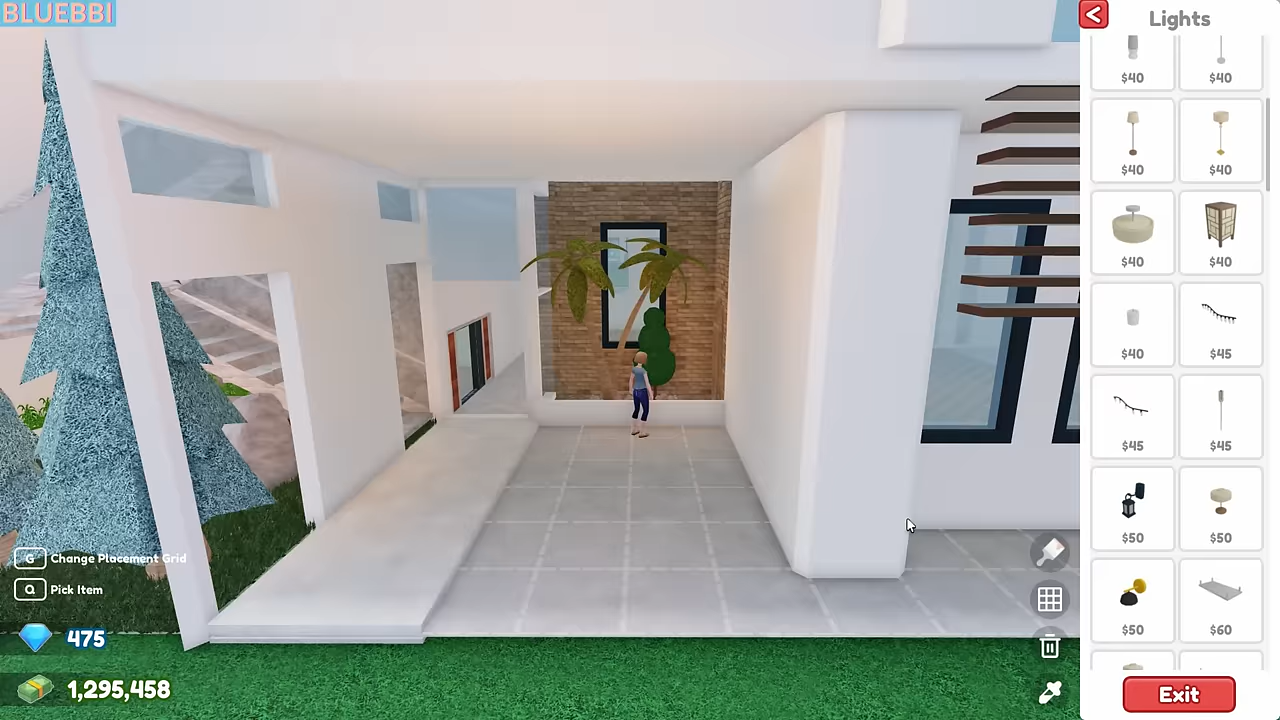 BLUEBBI
Lights
$40 $40
$40 $40
$40 $40
$40 $45
$45 $45
$50 $50
$50 $60
G Change Placement Grid
Q Pick Item
475
1,295,458
Exit